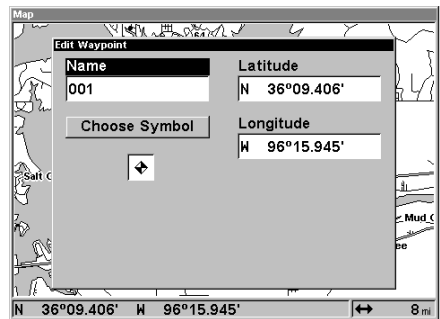 Map
Edit Waypoint
Name
001
Choose Symbol
Latitude
N 36º09.406'
Longitude
W 96º15.945'
Salt
Mud
ee
N 36º09.406' W 96º15.945' ↔ 8 mi